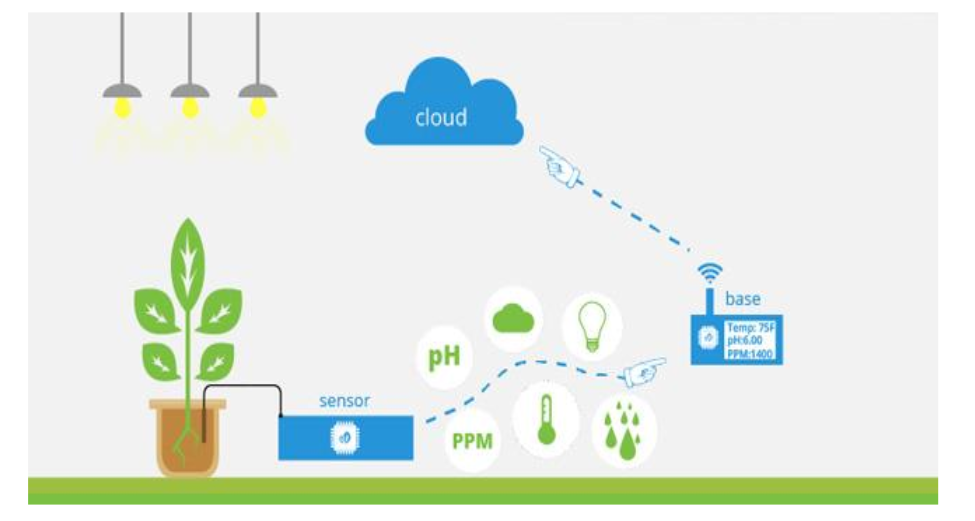 cloud
base
Temp: 75F
pH:6.00
PPM:1400
pH
sensor
PPM